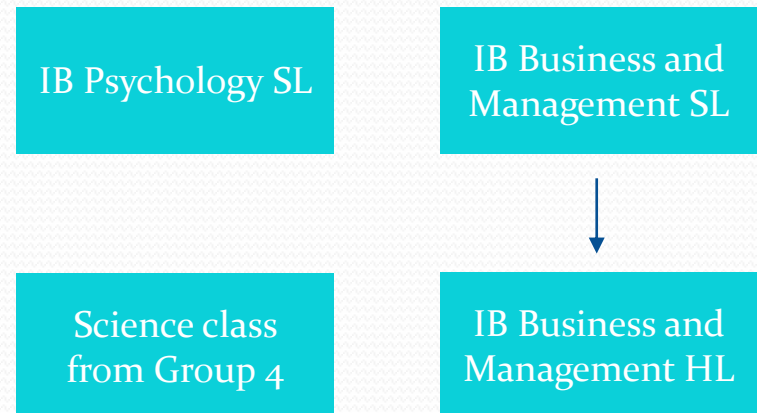 IB Psychology SL
IB Business and
Management SL
Science class
from Group 4
IB Business and
Management HL